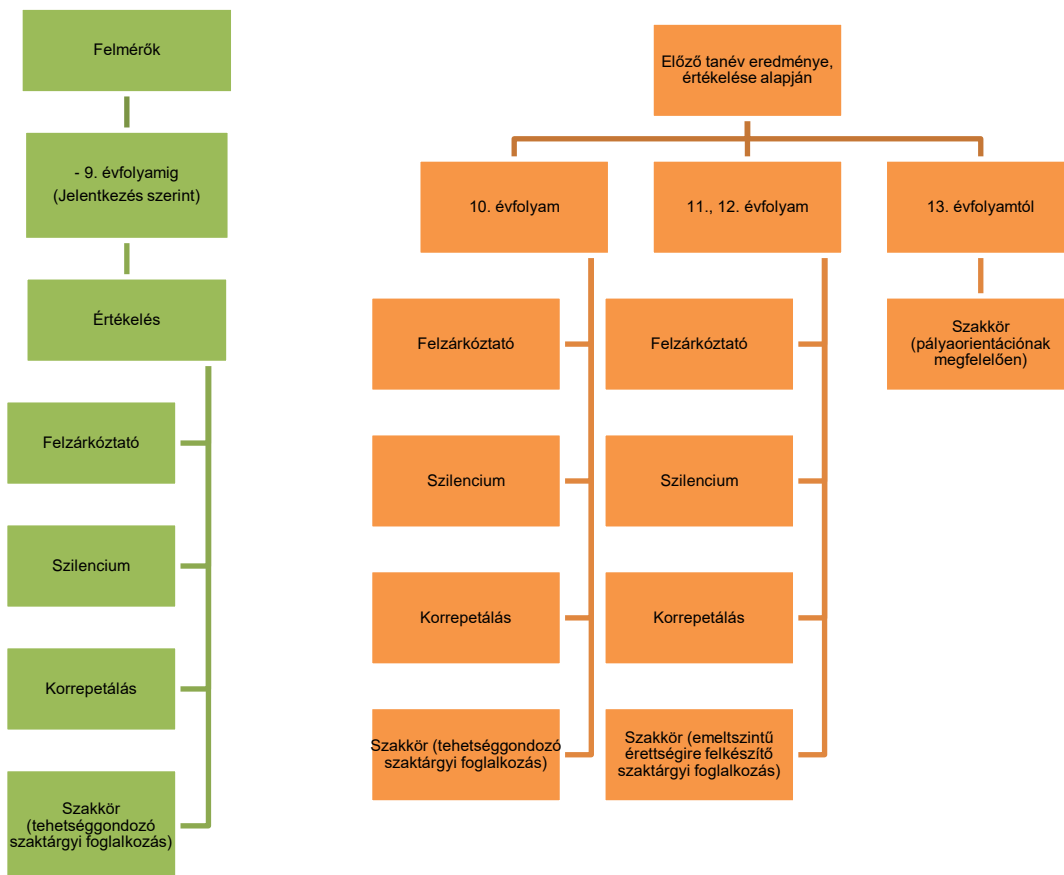 Felmérők
- 9. évfolyamig
(Jelentkezés szerint)
Értékelés
Felzárkóztató
Szilencium
Korrepetálás
Szakkör
(tehetséggondozó
szaktárgyi foglalkozás)
Előző tanév eredménye,
értékelése alapján
10. évfolyam
Felzárkóztató
Szilencium
Korrepetálás
Szakkör (tehetséggondozó
szaktárgyi foglalkozás)
11., 12. évfolyam
Felzárkóztató
Szilencium
Korrepetálás
Szakkör (emeltszintű
érettségire felkészítő
szaktárgyi foglalkozás)
13. évfolyamtól
Szakkör
(pályaorientációnak
megfelelően)